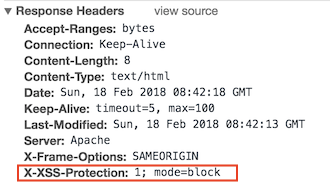 ▼ Response Headers view source
Accept-Ranges: bytes
Connection: Keep-Alive
Content-Length: 8
Content-Type: text/html
Date: Sun, 18 Feb 2018 08:42:18 GMT
Keep-Alive: timeout=5, max=100
Last-Modified: Sun, 18 Feb 2018 08:42:13 GMT
Server: Apache
X-Frame-Options: SAMEORIGIN
X-XSS-Protection: 1; mode=block